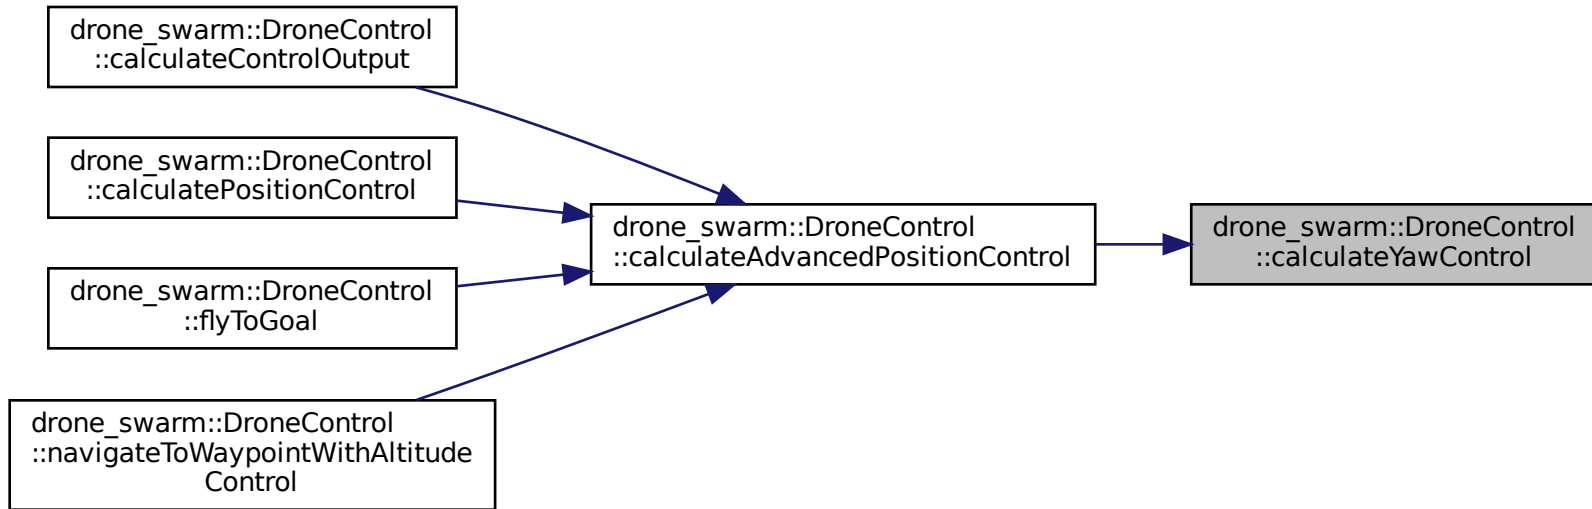 drone_swarm::DroneControl
::calculateControlOutput
drone_swarm::DroneControl
::calculatePositionControl
drone_swarm::DroneControl
::flyToGoal
drone_swarm::DroneControl
::navigateToWaypointWithAltitude
Control
drone_swarm::DroneControl
::calculateAdvancedPositionControl
drone_swarm::DroneControl
::calculateYawControl